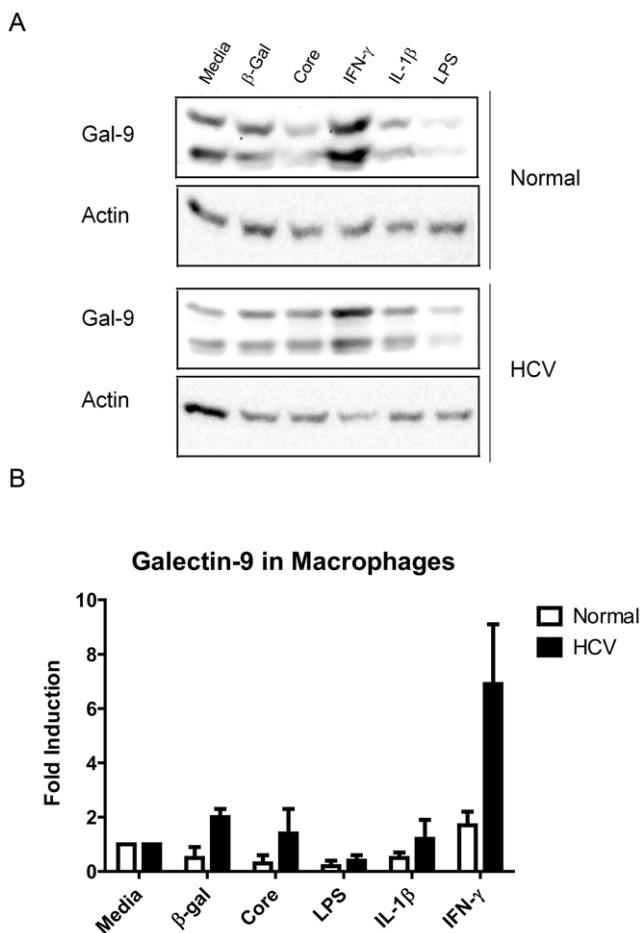 A
Media β-Gal Core IFN-γ IL-1β LPS
Gal-9
Normal
Actin
Gal-9
HCV
Actin
B
Galectin-9 in Macrophages
Normal
HCV
Fold Induction
10
8
6
4
2
0
Media β-gal Core LPS IL-1β IFN-γ